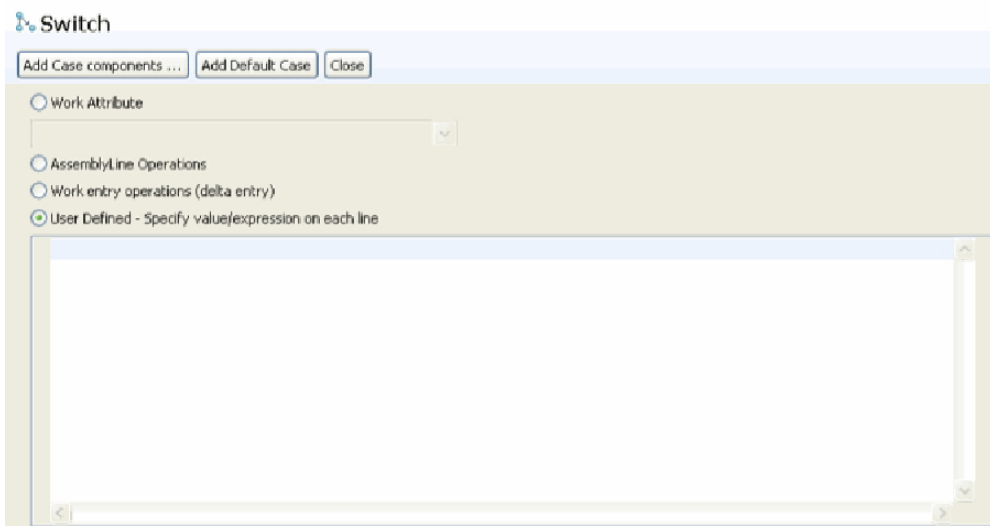 Switch
Add Case components ... Add Default Case Close
Work Attribute
AssemblyLine Operations
Work entry operations (delta entry)
User Defined - Specify value/expression on each line